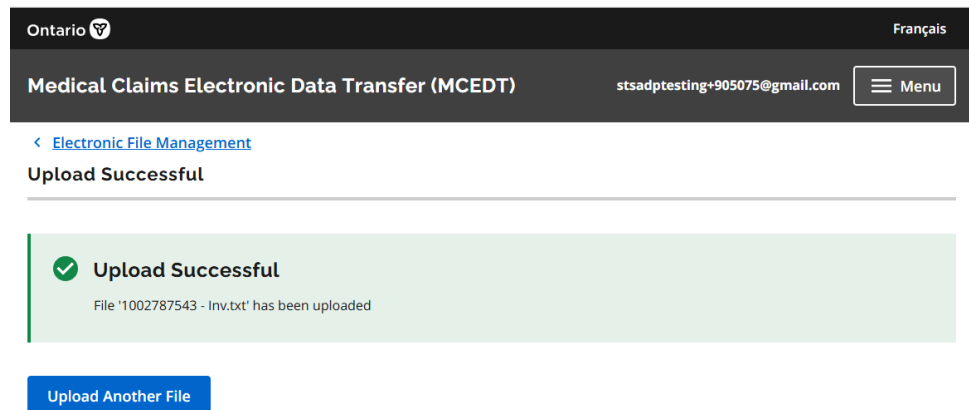 Ontario
Français
Medical Claims Electronic Data Transfer (MCEDT)
stsadptesting+905075@gmail.com
Menu
Electronic File Management
Upload Successful
Upload Successful
File '1002787543 - Inv.txt' has been uploaded
Upload Another File